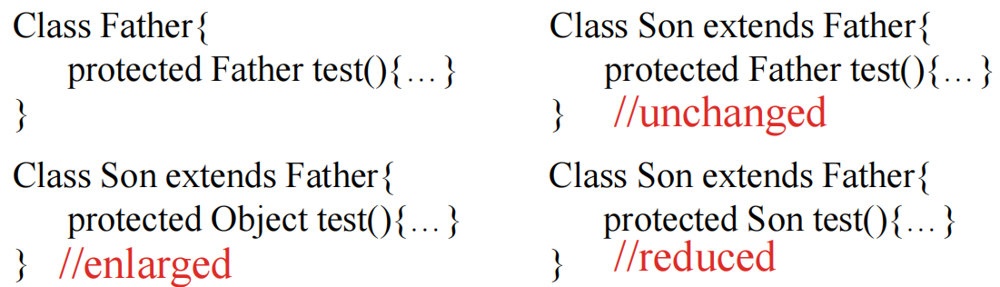 Class Father{
protected Father test(){…}
}
Class Son extends Father{
protected Father test(){…}
} //unchanged
Class Son extends Father{
protected Object test(){…}
} //enlarged
Class Son extends Father{
protected Son test(){…}
} //reduced